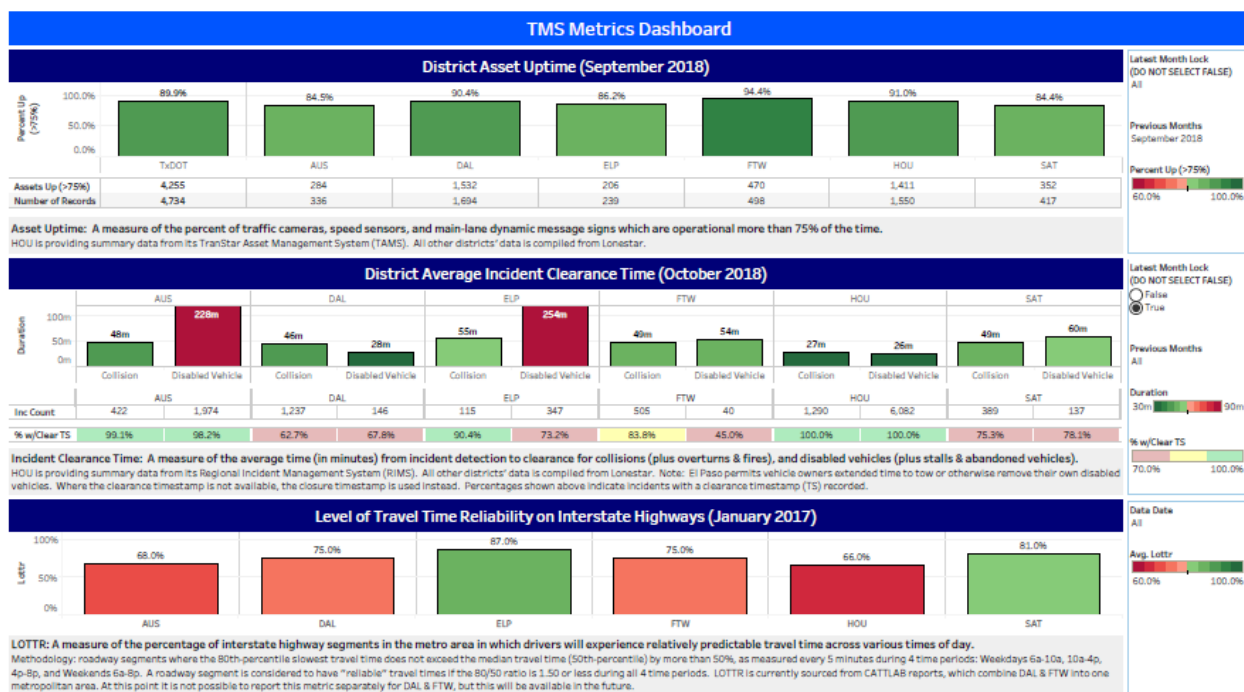 TMS Metrics Dashboard
District Asset Uptime (September 2018)
Percent Up (>75%)
100.0%
50.0%
0.0%
89.9% 84.5% 90.4% 86.2% 94.4% 91.0% 84.4%
TxDOT AUS DAL ELP FTW HOU SAT
Assets Up (>75%) 4,255 284 1,532 206 470 1,411 352
Number of Records 4,734 336 1,694 239 498 1,550 417
Asset Uptime: A measure of the percent of traffic cameras, speed sensors, and main-lane dynamic message signs which are operational more than 75% of the time.
HOU is providing summary data from its TranStar Asset Management System (TAMS). All other districts' data is compiled from Lonestar.
Latest Month Lock
(DO NOT SELECT FALSE)
All
Previous Months
September 2018
Percent Up (>75%)
60.0% 100.0%
District Average Incident Clearance Time (October 2018)
AUS DAL ELP FTW HOU SAT
Duration
100m
50m
0m
48m 228m 46m 28m 55m 254m 49m 54m 27m 26m 49m 60m
Collision Disabled Vehicle Collision Disabled Vehicle Collision Disabled Vehicle Collision Disabled Vehicle Collision Disabled Vehicle Collision Disabled Vehicle
AUS DAL ELP FTW HOU SAT
Inc Count 422 1,974 1,237 146 115 347 505 40 1,290 6,082 389 137
% w/Clear TS 99.1% 98.2% 62.7% 67.8% 90.4% 73.2% 83.8% 45.0% 100.0% 100.0% 75.3% 78.1%
Incident Clearance Time: A measure of the average time (in minutes) from incident detection to clearance for collisions (plus overturns & fires), and disabled vehicles (plus stalls & abandoned vehicles).
HOU is providing summary data from its Regional Incident Management System (RIMS). All other districts' data is compiled from Lonestar. Note: El Paso permits vehicle owners extended time to tow or otherwise remove their own disabled
vehicles. Where the clearance timestamp is not available, the closure timestamp is used instead. Percentages shown above indicate incidents with a clearance timestamp (TS) recorded.
Latest Month Lock
(DO NOT SELECT FALSE)
False
True
Previous Months
All
Duration
30m 90m
% w/Clear TS
70.0% 100.0%
Level of Travel Time Reliability on Interstate Highways (January 2017)
Lottr
100%
50%
0%
68.0% 75.0% 87.0% 75.0% 66.0% 81.0%
AUS DAL ELP FTW HOU SAT
LOTTR: A measure of the percentage of interstate highway segments in the metro area in which drivers will experience relatively predictable travel time across various times of day.
Methodology: roadway segments where the 80th-percentile slowest travel time does not exceed the median travel time (50th-percentile) by more than 50%, as measured every 5 minutes during 4 time periods: Weekdays 6a-10a, 10a-4p,
4p-8p, and Weekends 6a-8p. A roadway segment is considered to have "reliable" travel times if the 80/50 ratio is 1.50 or less during all 4 time periods. LOTTR is currently sourced from CATTLAB reports, which combine DAL & FTW into one
metropolitan area. At this point it is not possible to report this metric separately for DAL & FTW, but this will be available in the future.
Data Date
All
Avg. Lottr
60.0% 100.0%